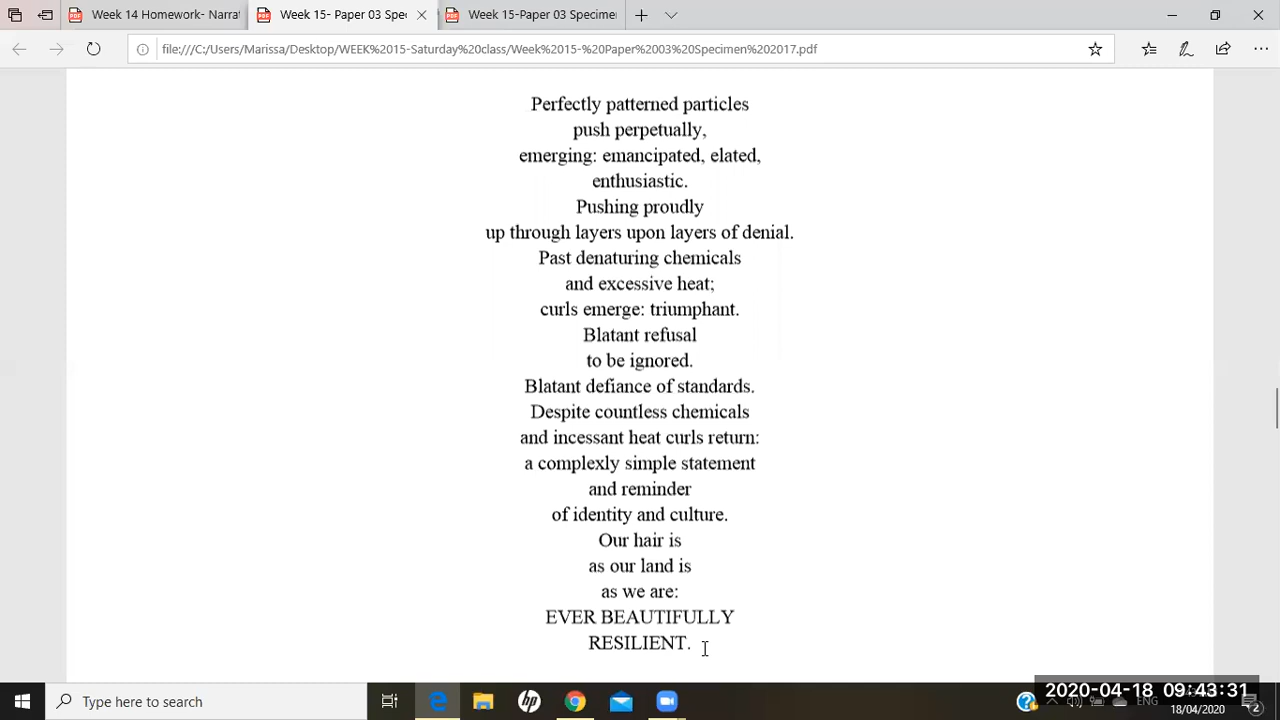 Week 14 Homework- Narrat
Week 15- Paper 03 Spec
Week 15-Paper 03 Specimen
file:///C:/Users/Marissa/Desktop/WEEK%2015-Saturday%20class/Week%2015-%20Paper%2003%20Specimen%202017.pdf
Perfectly patterned particles
push perpetually,
emerging: emancipated, elated,
enthusiastic.
Pushing proudly
up through layers upon layers of denial.
Past denaturing chemicals
and excessive heat;
curls emerge: triumphant.
Blatant refusal
to be ignored.
Blatant defiance of standards.
Despite countless chemicals
and incessant heat curls return:
a complexly simple statement
and reminder
of identity and culture.
Our hair is
as our land is
as we are:
EVER BEAUTIFULLY
RESILIENT.
Type here to search
ENG
2020-04-18 09:43:31
18/04/2020
2